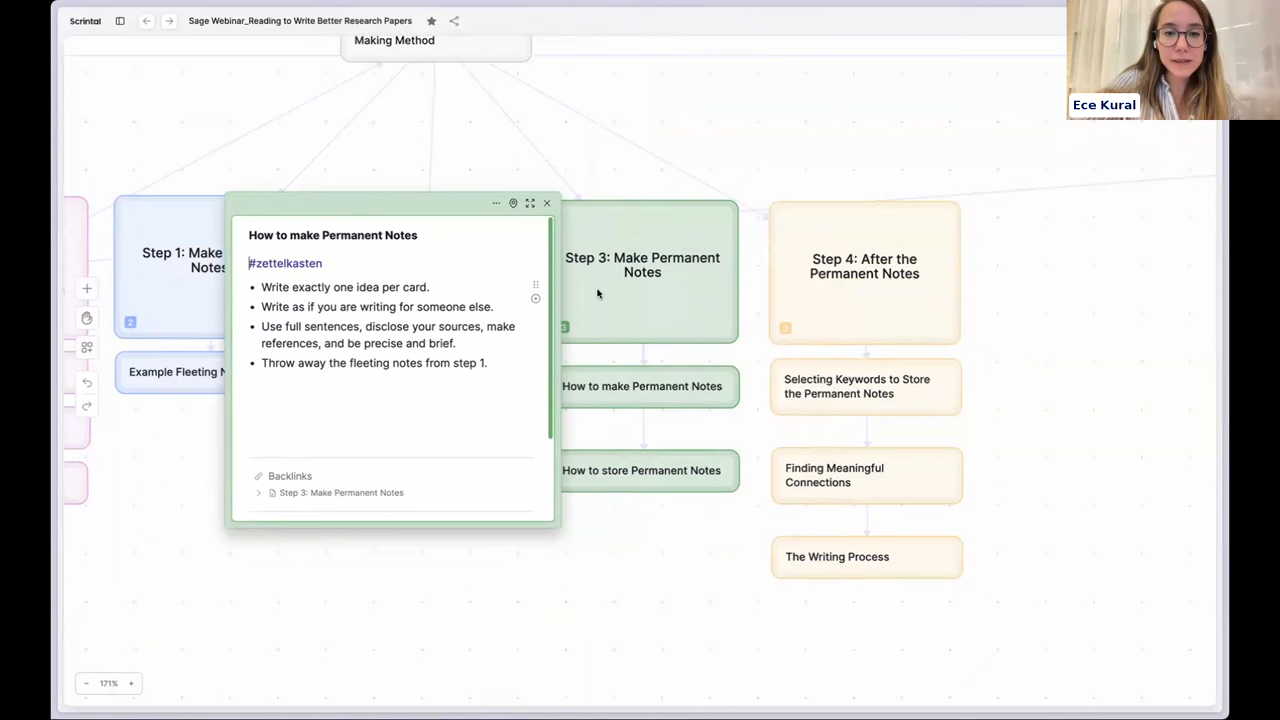 Scrintal
Sage Webinar_Reading to Write Better Research Papers
Ece Kural
Making Method
Step 1: Make
Notes
2
Example Fleeting N
How to make Permanent Notes
#zettelkasten
• Write exactly one idea per card.
• Write as if you are writing for someone else.
• Use full sentences, disclose your sources, make
references, and be precise and brief.
• Throw away the fleeting notes from step 1.
Backlinks
Step 3: Make Permanent Notes
Step 3: Make Permanent
Notes
3
How to make Permanent Notes
How to store Permanent Notes
Step 4: After the
Permanent Notes
Selecting Keywords to Store
the Permanent Notes
Finding Meaningful
Connections
The Writing Process
− 171% +